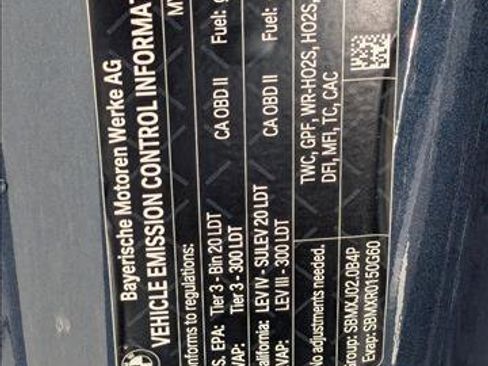 Bayerische Motoren Werke AG
VEHICLE EMISSION CONTROL INFORMAT
onforms to regulations:
S. EPA: Tier 3 - Bin 20 LDT CA OBD II Fuel:
VAP: Tier 3 - 300 LDT
alifornia: LEV IV - SULEV 20 LDT CA OBD II Fuel:
VAP: LEV III - 300 LDT
No adjustments needed. TWC, GPF, WR-HO2S, HO2S,
DFI, MFI, TC, CAC
Group: SBMXJ02.0B4P
Evap: SBMXR0150G60